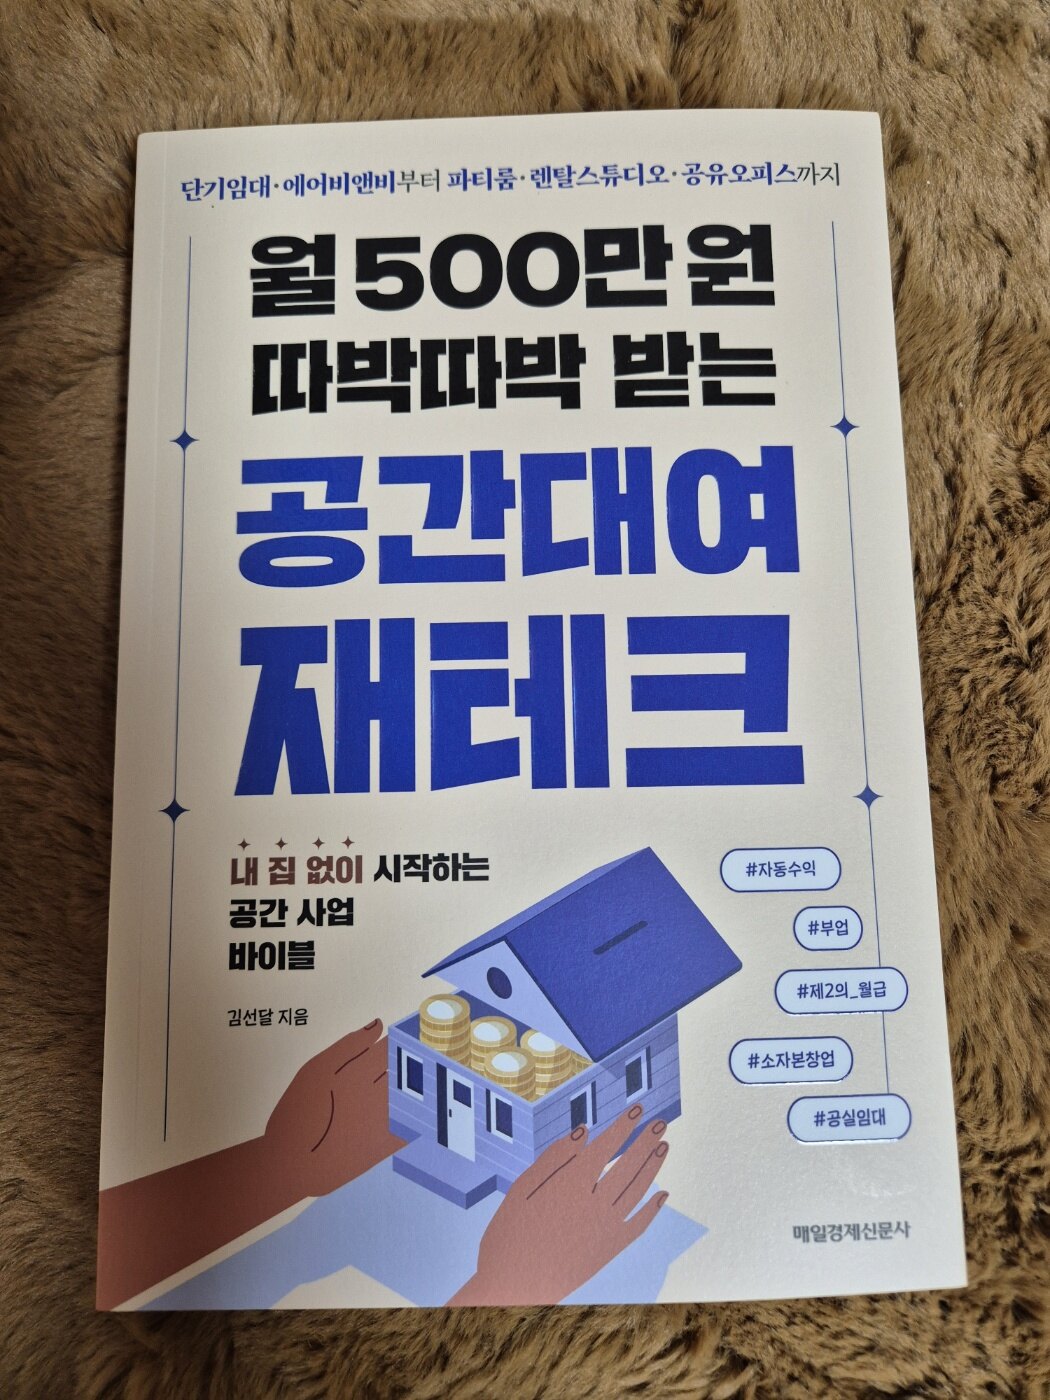 단기임대·에어비앤비부터 파티룸·렌탈스튜디오·공유오피스까지
월 500만 원
따박따박 받는
공간대여
재테크
내 집 없이 시작하는
공간 사업
바이블
김선달 지음
#자동수익
#부업
#제2의_월급
#소자본창업
#공실임대
매일경제신문사